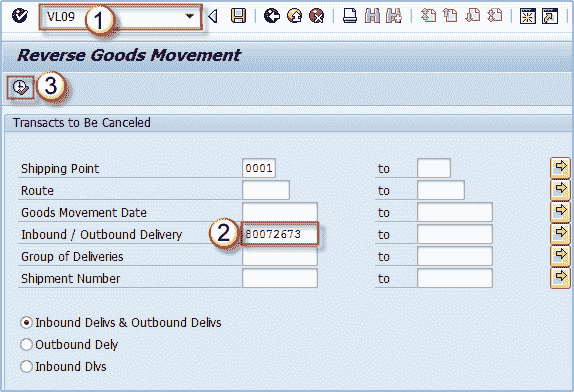 VL09
1
Reverse Goods Movement
3
Transacts to Be Canceled
Shipping Point 0001 to
Route to
Goods Movement Date to
Inbound / Outbound Delivery 2 80072673 to
Group of Deliveries to
Shipment Number to
Inbound Delivs & Outbound Delivs
Outbound Dely
Inbound Dlvs